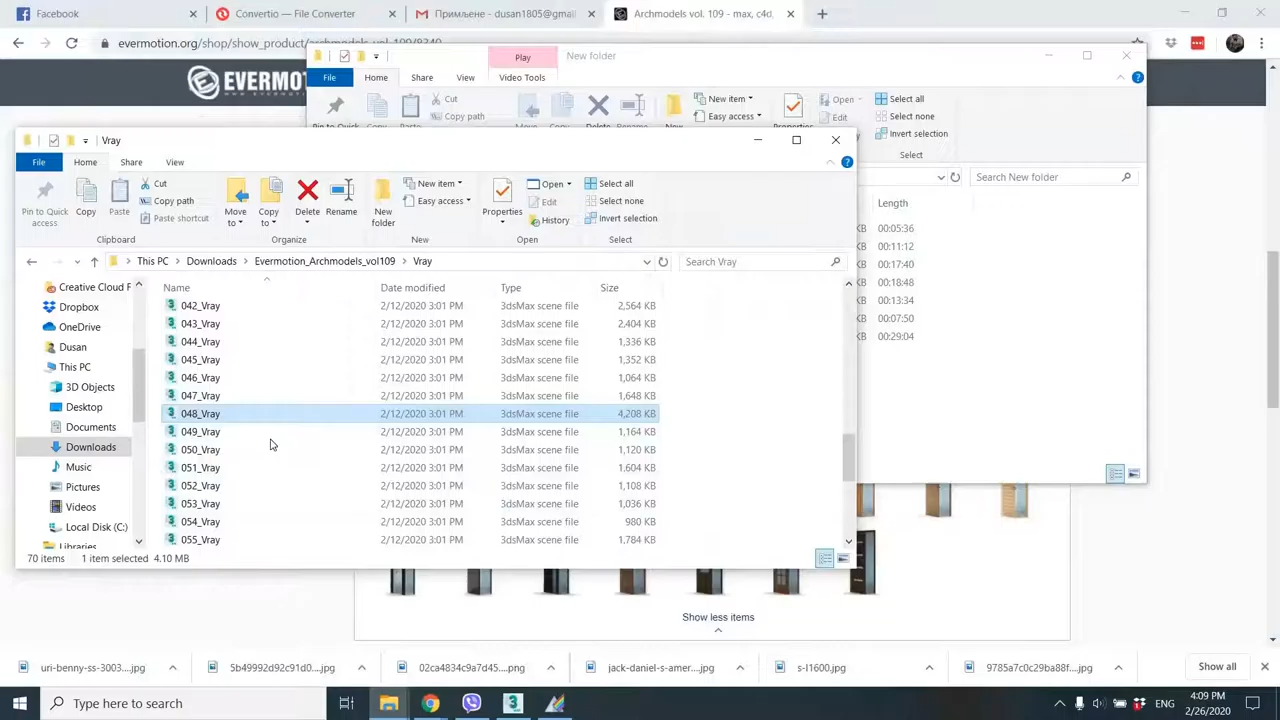 Facebook
Convertio — File Converter
Примљене - dusan1805@gmail
Archmodels vol. 109 - max, c4d,
evermotion.org/shop/show_product
EVERMOT
Play
New folder
File
Home
Share
View
Video Tools
Cut
Copy path
New item
Easy access
Open
Edit
Select all
Select none
Invert selection
Select
Search New folder
Length
00:05:36
00:11:12
00:17:40
00:18:48
00:13:34
00:07:50
00:29:04
Vray
File
Home
Share
View
Pin to Quick access
Copy
Paste
Cut
Copy path
Paste shortcut
Move to
Copy to
Delete
Rename
New folder
New item
Easy access
Properties
Open
Edit
History
Select all
Select none
Invert selection
Clipboard
Organize
New
Open
Select
This PC > Downloads > Evermotion_Archmodels_vol109 > Vray
Search Vray
Name
Date modified
Type
Size
Creative Cloud F
Dropbox
OneDrive
Dusan
This PC
3D Objects
Desktop
Documents
Downloads
Music
Pictures
Videos
Local Disk (C:)
Libraries
042_Vray 2/12/2020 3:01 PM 3dsMax scene file 2,564 KB
043_Vray 2/12/2020 3:01 PM 3dsMax scene file 2,404 KB
044_Vray 2/12/2020 3:01 PM 3dsMax scene file 1,336 KB
045_Vray 2/12/2020 3:01 PM 3dsMax scene file 1,352 KB
046_Vray 2/12/2020 3:01 PM 3dsMax scene file 1,064 KB
047_Vray 2/12/2020 3:01 PM 3dsMax scene file 1,648 KB
048_Vray 2/12/2020 3:01 PM 3dsMax scene file 4,208 KB
049_Vray 2/12/2020 3:01 PM 3dsMax scene file 1,164 KB
050_Vray 2/12/2020 3:01 PM 3dsMax scene file 1,120 KB
051_Vray 2/12/2020 3:01 PM 3dsMax scene file 1,604 KB
052_Vray 2/12/2020 3:01 PM 3dsMax scene file 1,108 KB
053_Vray 2/12/2020 3:01 PM 3dsMax scene file 1,036 KB
054_Vray 2/12/2020 3:01 PM 3dsMax scene file 980 KB
055_Vray 2/12/2020 3:01 PM 3dsMax scene file 1,784 KB
70 items 1 item selected 4.10 MB
Show less items
uri-benny-ss-3003....jpg
5b49992d92c91d0....jpg
02ca4834c9a7d45....png
jack-daniel-s-amer....jpg
s-l1600.jpg
9785a7c0c29ba88f....jpg
Show all
Type here to search
ENG
4:09 PM
2/26/2020